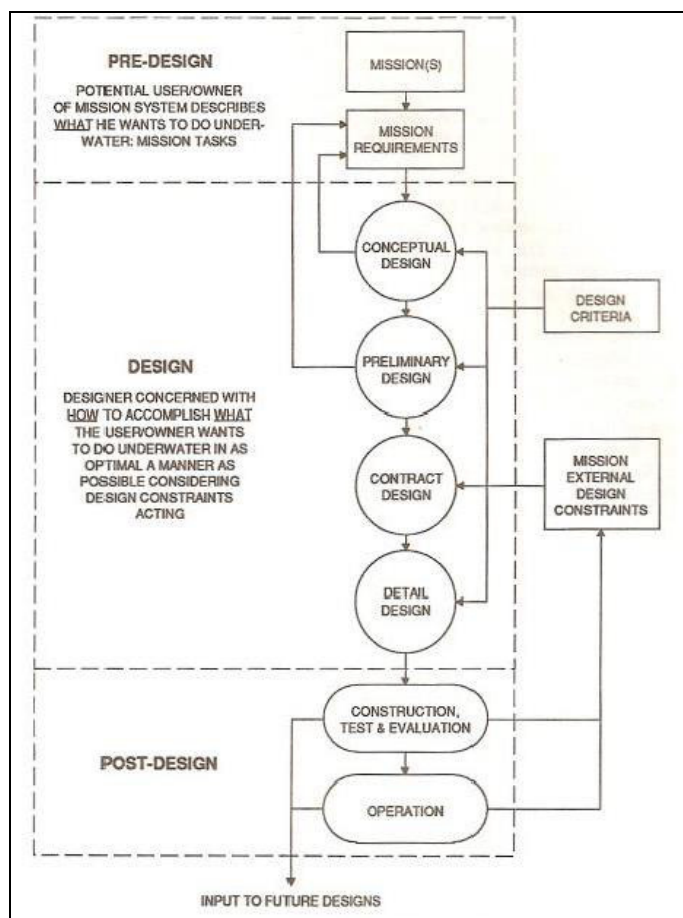 PRE-DESIGN
POTENTIAL USER/OWNER
OF MISSION SYSTEM DESCRIBES
WHAT HE WANTS TO DO UNDER-
WATER: MISSION TASKS
MISSION(S)
MISSION
REQUIREMENTS
DESIGN
DESIGNER CONCERNED WITH
HOW TO ACCOMPLISH WHAT
THE USER/OWNER WANTS
TO DO UNDERWATER IN AS
OPTIMAL A MANNER AS
POSSIBLE CONSIDERING
DESIGN CONSTRAINTS
ACTING
CONCEPTUAL
DESIGN
PRELIMINARY
DESIGN
CONTRACT
DESIGN
DETAIL
DESIGN
DESIGN
CRITERIA
MISSION
EXTERNAL
DESIGN
CONSTRAINTS
POST-DESIGN
CONSTRUCTION,
TEST & EVALUATION
OPERATION
INPUT TO FUTURE DESIGNS